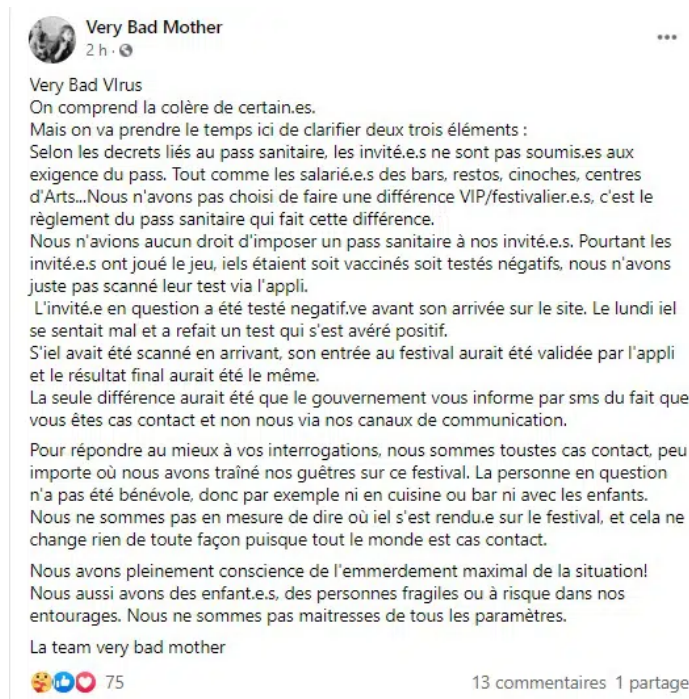 Very Bad Mother
2 h ·
Very Bad VIrus
On comprend la colère de certain.es.
Mais on va prendre le temps ici de clarifier deux trois éléments :
Selon les decrets liés au pass sanitaire, les invité.e.s ne sont pas soumis.es aux
exigence du pass. Tout comme les salarié.e.s des bars, restos, cinoches, centres
d'Arts...Nous n'avons pas choisi de faire une différence VIP/festivalier.e.s, c'est le
règlement du pass sanitaire qui fait cette différence.
Nous n'avions aucun droit d'imposer un pass sanitaire à nos invité.e.s. Pourtant les
invité.e.s ont joué le jeu, iels étaient soit vaccinés soit testés négatifs, nous n'avons
juste pas scanné leur test via l'appli.
L'invité.e en question a été testé negatif.ve avant son arrivée sur le site. Le lundi iel
se sentait mal et a refait un test qui s'est avéré positif.
S'iel avait été scanné en arrivant, son entrée au festival aurait été validée par l'appli
et le résultat final aurait été le même.
La seule différence aurait été que le gouvernement vous informe par sms du fait que
vous êtes cas contact et non nous via nos canaux de communication.
Pour répondre au mieux à vos interrogations, nous sommes toustes cas contact, peu
importe où nous avons traîné nos guêtres sur ce festival. La personne en question
n'a pas été bénévole, donc par exemple ni en cuisine ou bar ni avec les enfants.
Nous ne sommes pas en mesure de dire où iel s'est rendu.e sur le festival, et cela ne
change rien de toute façon puisque tout le monde est cas contact.
Nous avons pleinement conscience de l'emmerdement maximal de la situation!
Nous aussi avons des enfant.e.s, des personnes fragiles ou à risque dans nos
entourages. Nous ne sommes pas maitresses de tous les paramètres.
La team very bad mother
75
13 commentaires 1 partage